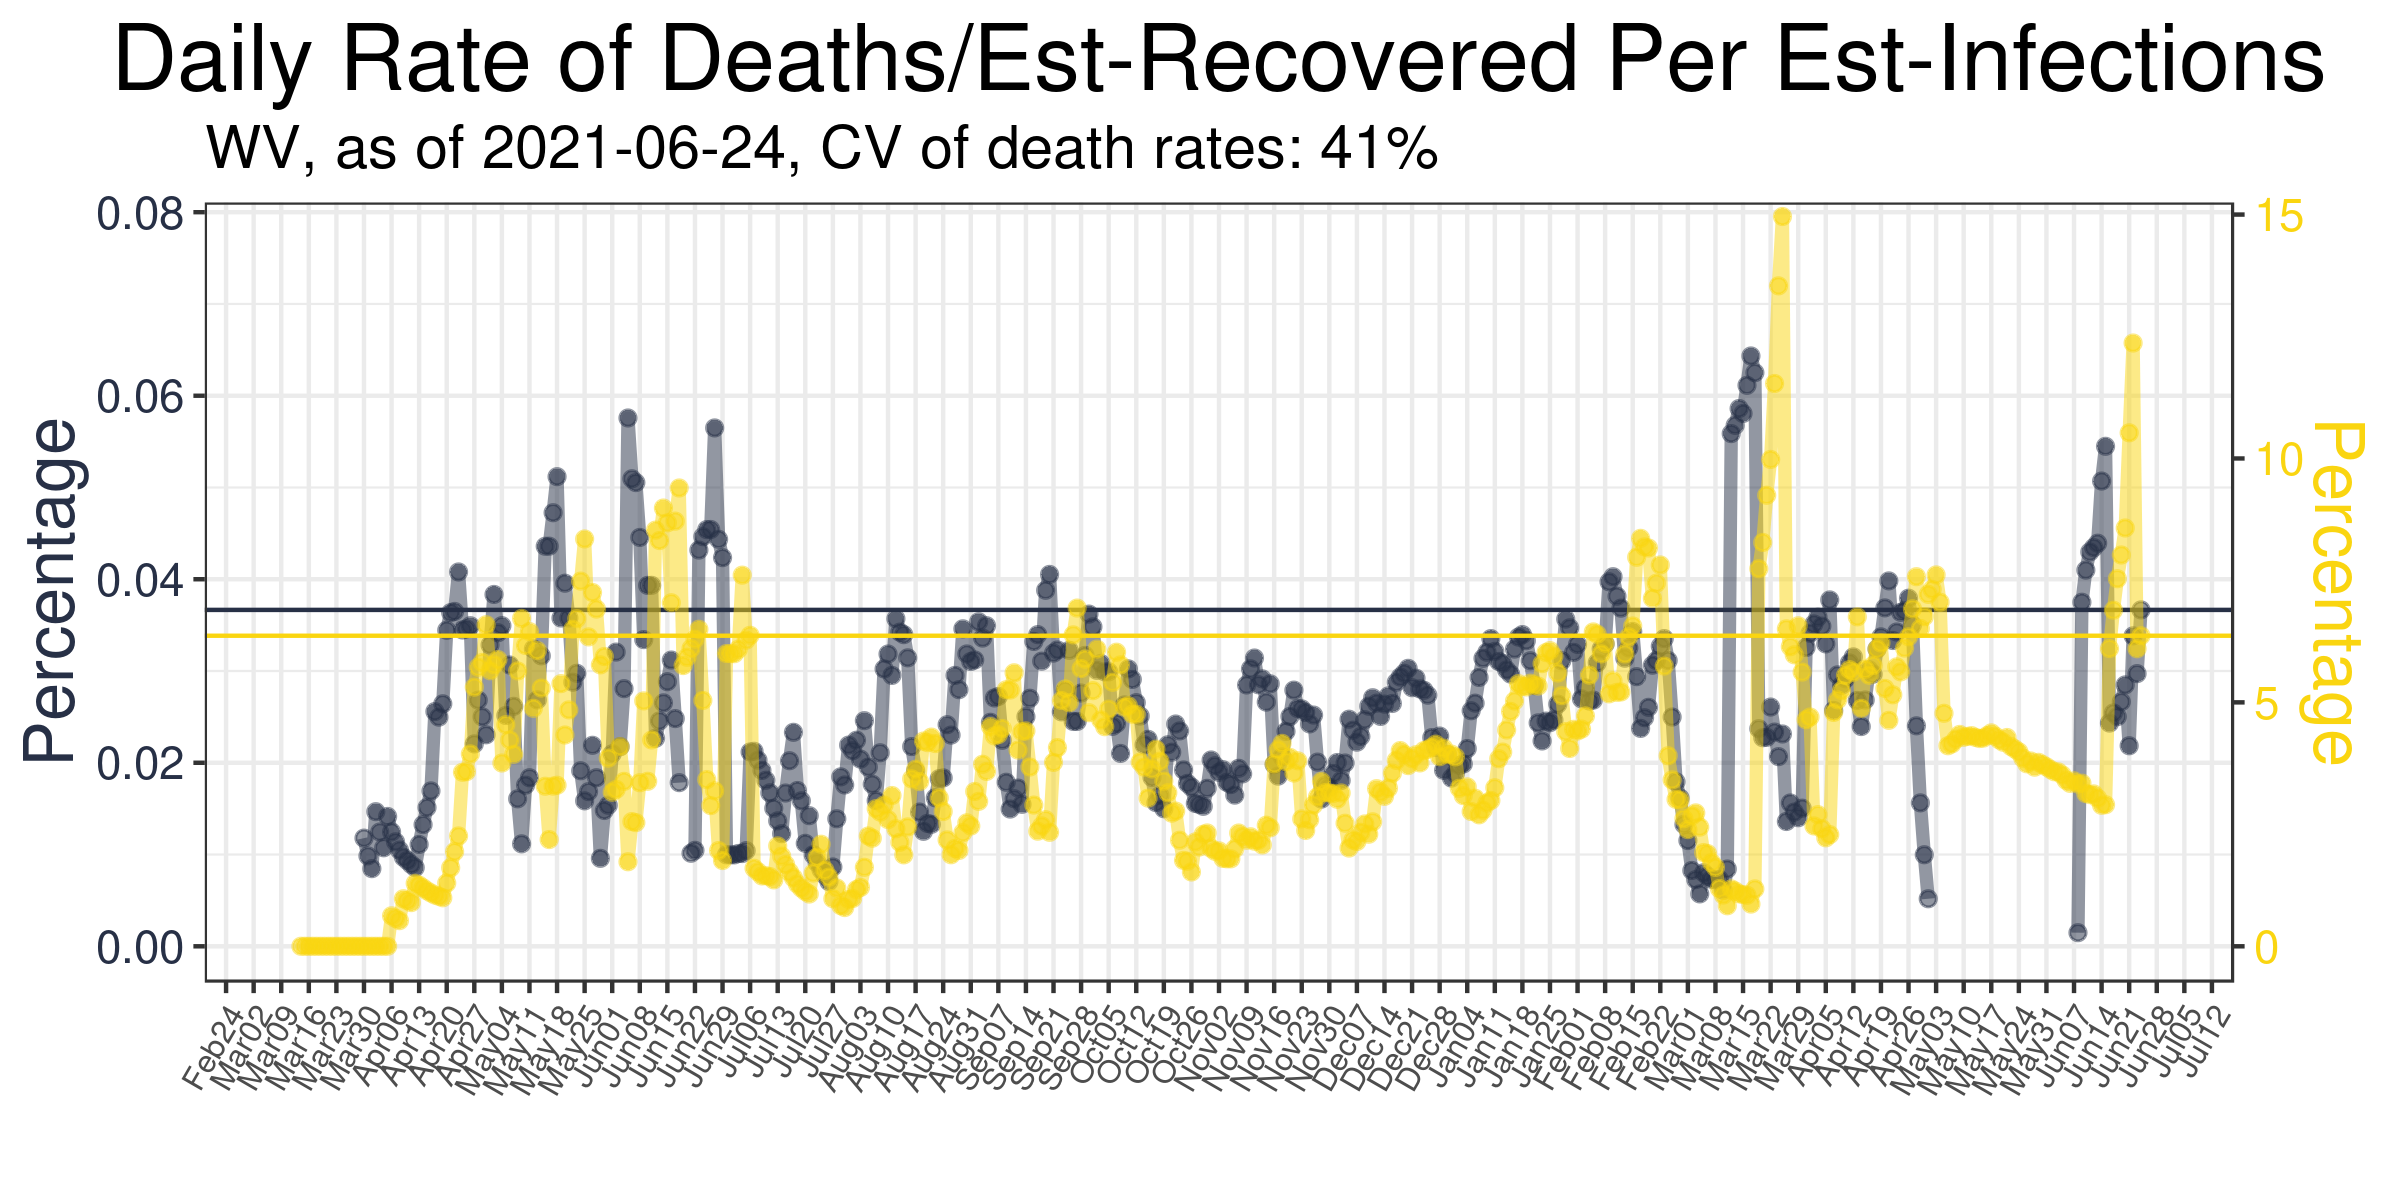 Daily Rate of Deaths/Est-Recovered Per Est-Infections
WV, as of 2021-06-24, CV of death rates: 41%
Percentage
0.08
0.06
0.04
0.02
0.00
15
10
5
0
Percentage
Feb24
Mar02
Mar09
Mar16
Mar23
Mar30
Apr06
Apr13
Apr20
Apr27
May04
May11
May18
May25
Jun01
Jun08
Jun15
Jun22
Jun29
Jul06
Jul13
Jul20
Jul27
Aug03
Aug10
Aug17
Aug24
Aug31
Sep07
Sep14
Sep21
Sep28
Oct05
Oct12
Oct19
Oct26
Nov02
Nov09
Nov16
Nov23
Nov30
Dec07
Dec14
Dec21
Dec28
Jan04
Jan11
Jan18
Jan25
Feb01
Feb08
Feb15
Feb22
Mar01
Mar08
Mar15
Mar22
Mar29
Apr05
Apr12
Apr19
Apr26
May03
May10
May17
May24
May31
Jun07
Jun14
Jun21
Jun28
Jul05
Jul12